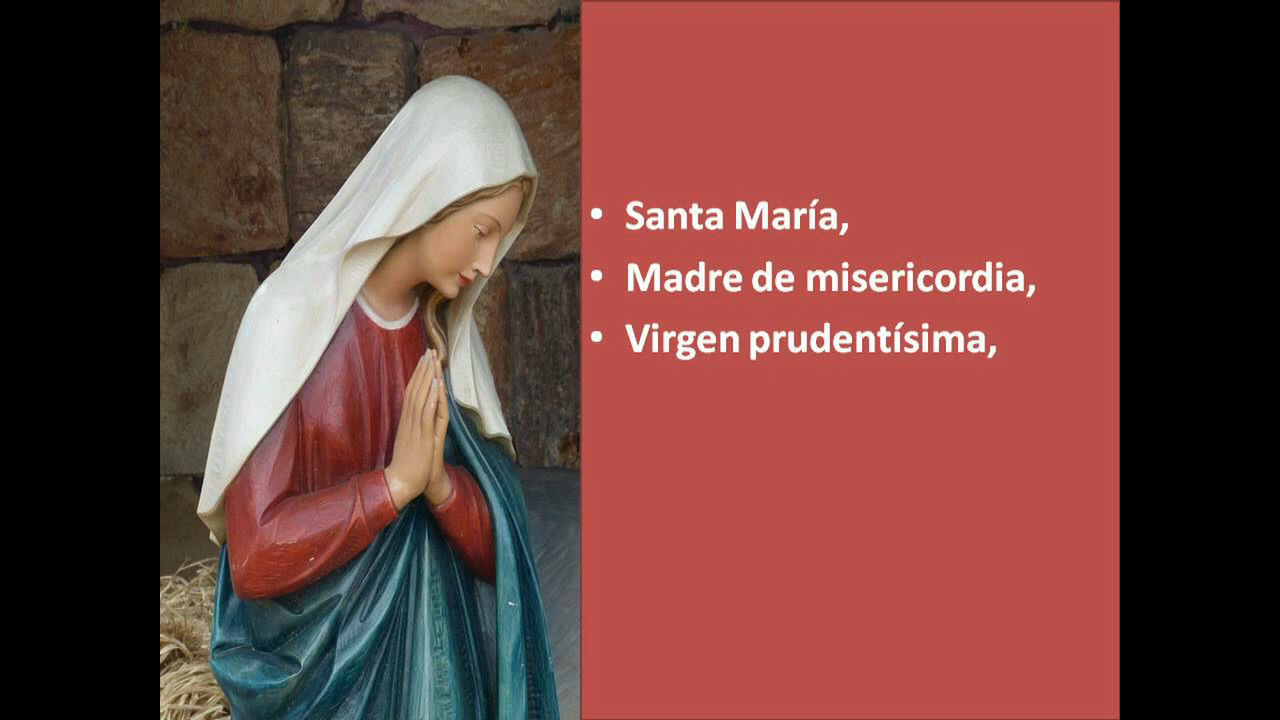 • Santa María,
• Madre de misericordia,
• Virgen prudentísima,